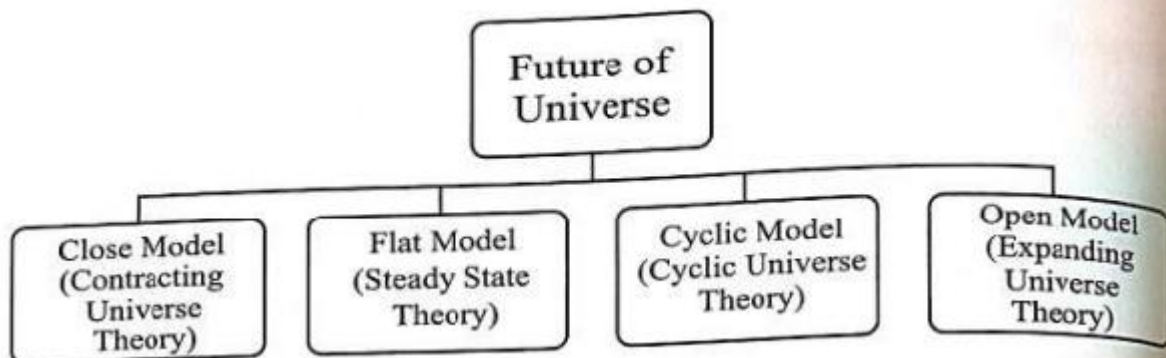 Future of
Universe
Close Model
(Contracting
Universe
Theory)
Flat Model
(Steady State
Theory)
Cyclic Model
(Cyclic Universe
Theory)
Open Model
(Expanding
Universe
Theory)